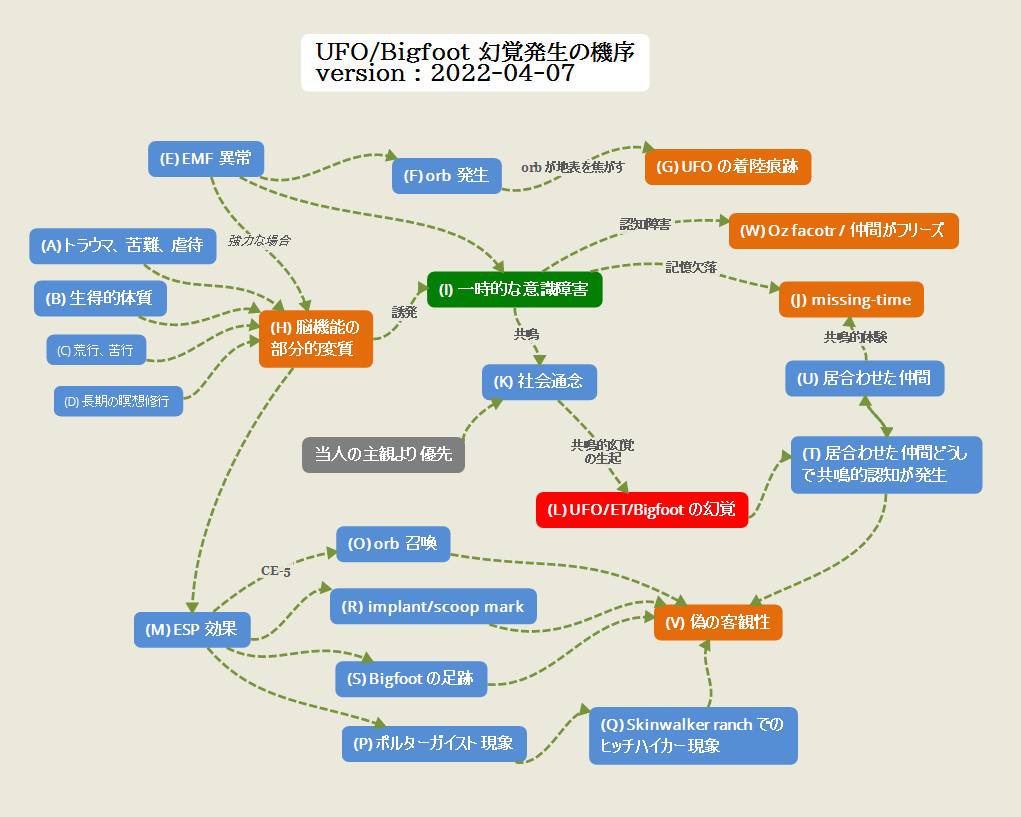 UFO/Bigfoot 幻覚発生の機序
version : 2022-04-07
(E) EMF 異常
(F) orb 発生
orb が地表を焦がす
(G) UFO の着陸痕跡
強力な場合
(A) トラウマ、苦難、虐待
(B) 生得的体質
(C) 荒行、苦行
(D) 長期の瞑想修行
(H) 脳機能の
部分的変質
誘発
(I) 一時的な意識障害
認知障害
(W) Oz facotr / 仲間がフリーズ
記憶欠落
(J) missing-time
共鳴的体験
(U) 居合わせた仲間
共鳴
(K) 社会通念
当人の主観より優先
共鳴的幻覚
の生起
(L) UFO/ET/Bigfoot の幻覚
(T) 居合わせた仲間どうし
で共鳴的認知が発生
(O) orb 召喚
CE-5
(R) implant/scoop mark
(M) ESP 効果
(V) 偽の客観性
(S) Bigfoot の足跡
(P) ポルターガイスト現象
(Q) Skinwalker ranch での
ヒッチハイカー現象